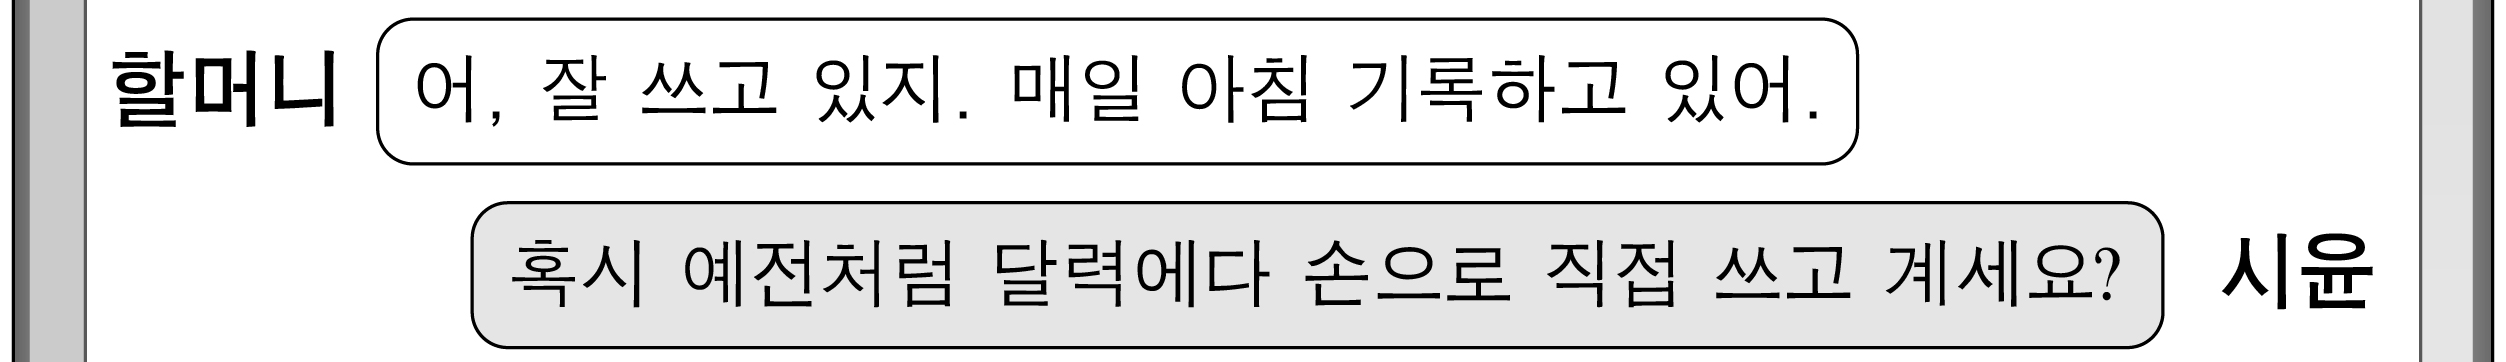 할머니 어, 잘 쓰고 있지. 매일 아침 기록하고 있어.
혹시 예전처럼 달력에다 손으로 직접 쓰고 계세요? 시윤